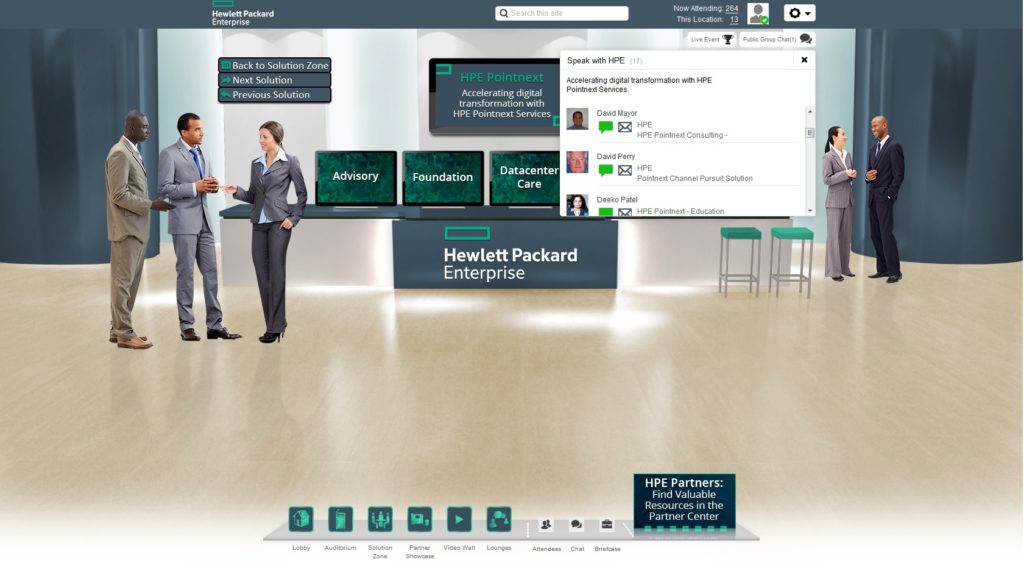 Hewlett Packard
Enterprise
Search this site
Now Attending: 264
This Location: 13
Live Event
Public Group Chat(1)
Back to Solution Zone
Next Solution
Previous Solution
HPE Pointnext
Accelerating digital
transformation with
HPE Pointnext Services
Speak with HPE (17)
Accelerating digital transformation with HPE
Pointnext Services.
David Mayor
HPE
HPE Pointnext Consulting -
David Perry
HPE
Pointnext Channel Pursuit Solution
Deeko Patel
HPE Pointnext - Education
Advisory
Foundation
Datacenter
Care
Hewlett Packard
Enterprise
HPE Partners:
Find Valuable
Resources in the
Partner Center
Lobby
Auditorium
Solution
Zone
Partner
Showcase
Video Wall
Lounges
Attendees
Chat
Briefcase